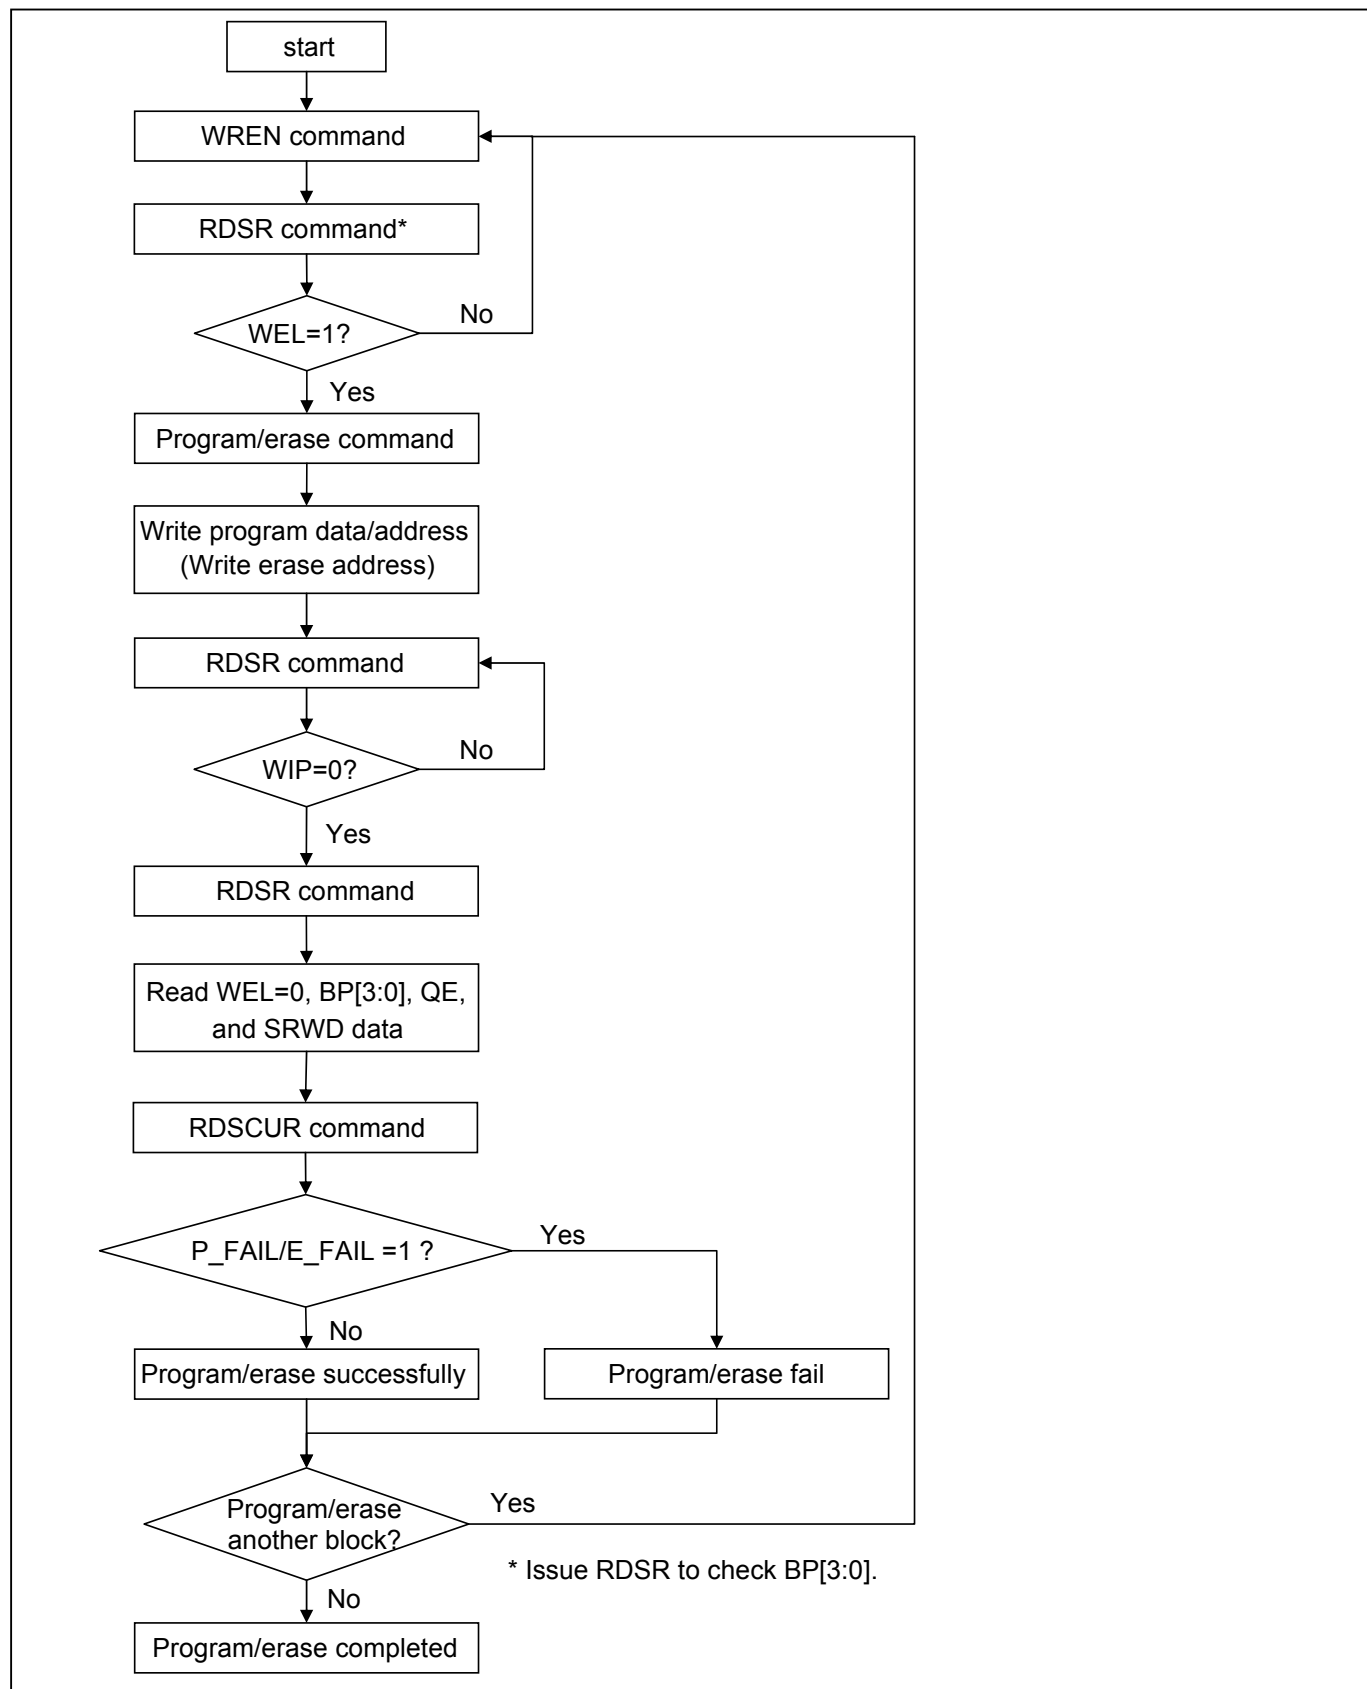 start
WREN command
RDSR command*
WEL=1?
No
Yes
Program/erase command
Write program data/address
(Write erase address)
RDSR command
WIP=0?
No
Yes
RDSR command
Read WEL=0, BP[3:0], QE,
and SRWD data
RDSCUR command
P_FAIL/E_FAIL =1 ?
Yes
No
Program/erase successfully
Program/erase fail
Program/erase
another block?
Yes
* Issue RDSR to check BP[3:0].
No
Program/erase completed